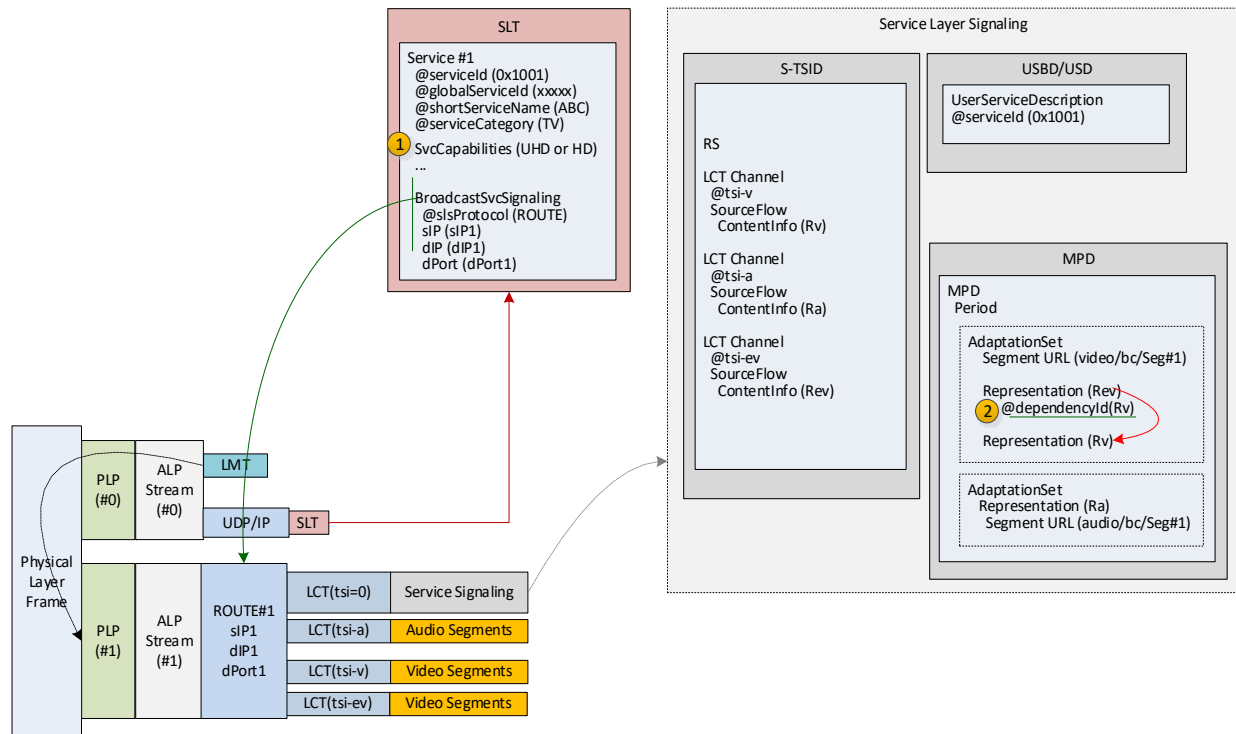 SLT
Service #1
@serviceId (0x1001)
@globalServiceId (xxxxx)
@shortServiceName (ABC)
@serviceCategory (TV)
1
SvcCapabilities (UHD or HD)
...
BroadcastSvcSignaling
@slsProtocol (ROUTE)
sIP (sIP1)
dIP (dIP1)
dPort (dPort1)
Service Layer Signaling
S-TSID
RS
LCT Channel
@tsi-v
SourceFlow
ContentInfo (Rv)
LCT Channel
@tsi-a
SourceFlow
ContentInfo (Ra)
LCT Channel
@tsi-ev
SourceFlow
ContentInfo (Rev)
USBD/USD
UserServiceDescription
@serviceId (0x1001)
MPD
MPD
Period
AdaptationSet
Segment URL (video/bc/Seg#1)
Representation (Rev)
2
@dependencyId(Rv)
Representation (Rv)
AdaptationSet
Representation (Ra)
Segment URL (audio/bc/Seg#1)
Physical
Layer
Frame
PLP
(#0)
ALP
Stream
(#0)
LMT
UDP/IP
SLT
PLP
(#1)
ALP
Stream
(#1)
ROUTE#1
sIP1
dIP1
dPort1
LCT(tsi=0)
Service Signaling
LCT(tsi-a)
Audio Segments
LCT(tsi-v)
Video Segments
LCT(tsi-ev)
Video Segments